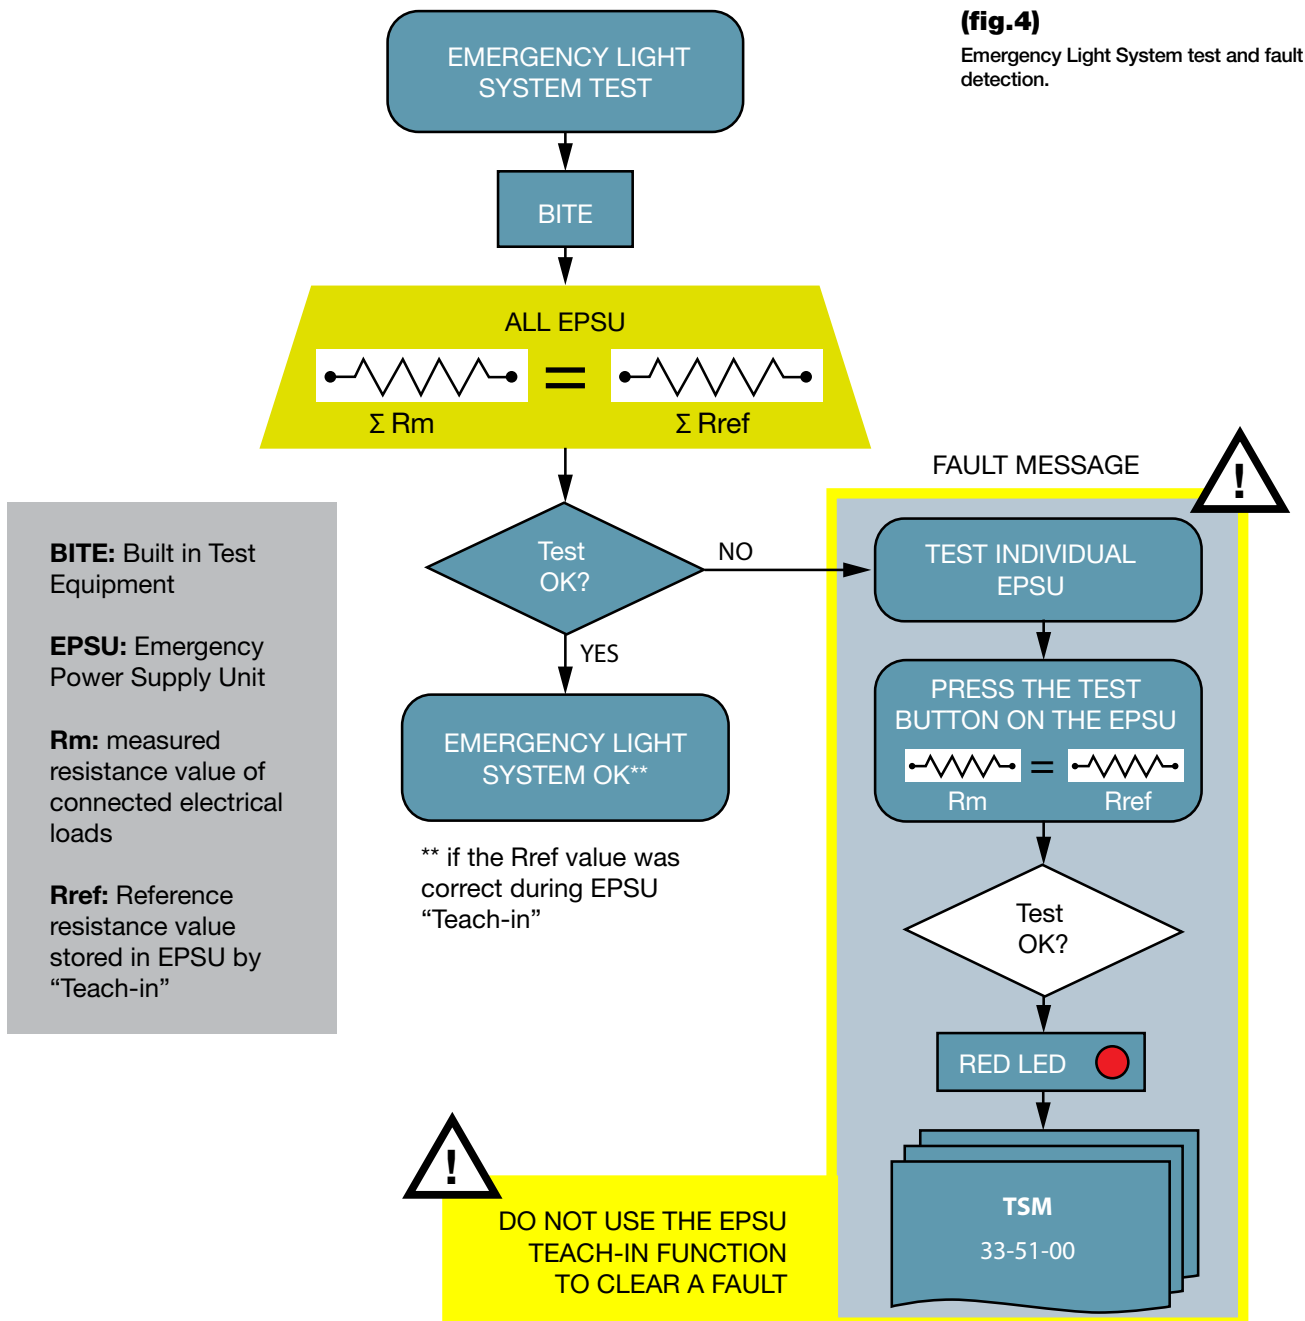 (fig.4)
Emergency Light System test and fault
detection.
EMERGENCY LIGHT
SYSTEM TEST
BITE
ALL EPSU
=
Σ Rm
Σ Rref
FAULT MESSAGE
!
Test
OK?
NO
YES
EMERGENCY LIGHT
SYSTEM OK**
** if the Rref value was
correct during EPSU
“Teach-in”
BITE: Built in Test
Equipment
EPSU: Emergency
Power Supply Unit
Rm: measured
resistance value of
connected electrical
loads
Rref: Reference
resistance value
stored in EPSU by
“Teach-in”
TEST INDIVIDUAL
EPSU
PRESS THE TEST
BUTTON ON THE EPSU
=
Rm
Rref
Test
OK?
RED LED
TSM
33-51-00
!
DO NOT USE THE EPSU
TEACH-IN FUNCTION
TO CLEAR A FAULT